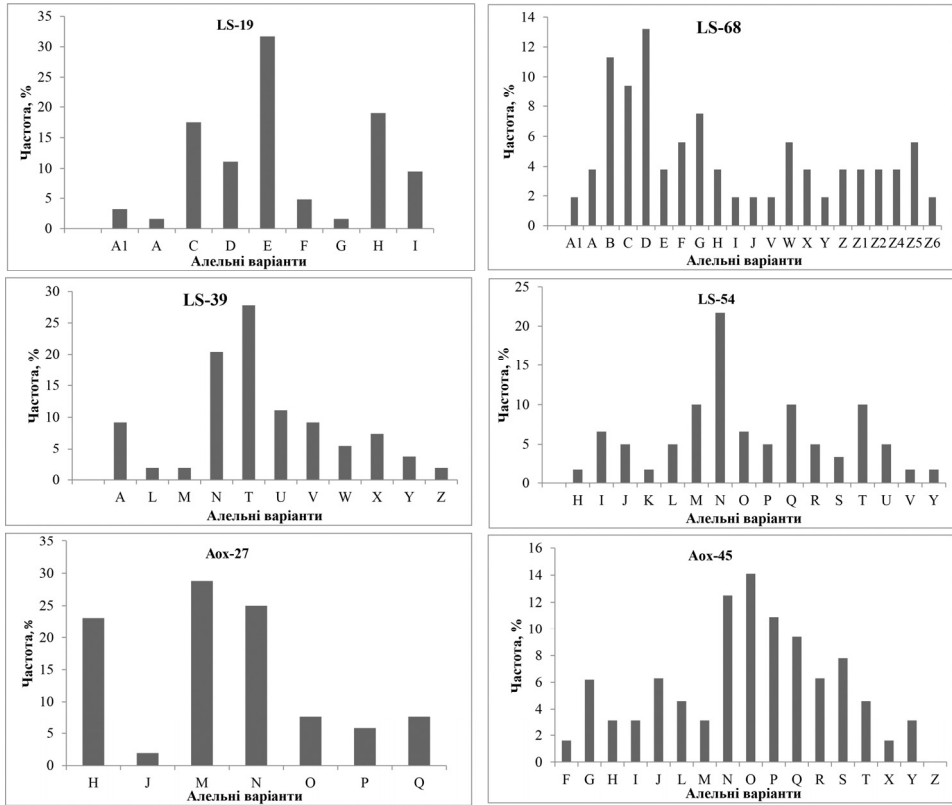 LS-19
Частота, %
35
30
25
20
15
10
5
0
A1 A C D E F G H I
Алельні варіанти
LS-68
Частота, %
14
12
10
8
6
4
2
0
A1 A B C D E F G H I J V W X Y Z Z1 Z2 Z4 Z5 Z6
Алельні варіанти
LS-39
Частота, %
30
25
20
15
10
5
0
A L M N T U V W X Y Z
Алельні варіанти
LS-54
Частота, %
25
20
15
10
5
0
H I J K L M N O P Q R S T U V Y
Алельні варіанти
Aox-27
Частота,%
35
30
25
20
15
10
5
0
H J M N O P Q
Алельні варіанти
Aox-45
Частота, %
16
14
12
10
8
6
4
2
0
F G H I J L M N O P Q R S T X Y Z
Алельні варіанти